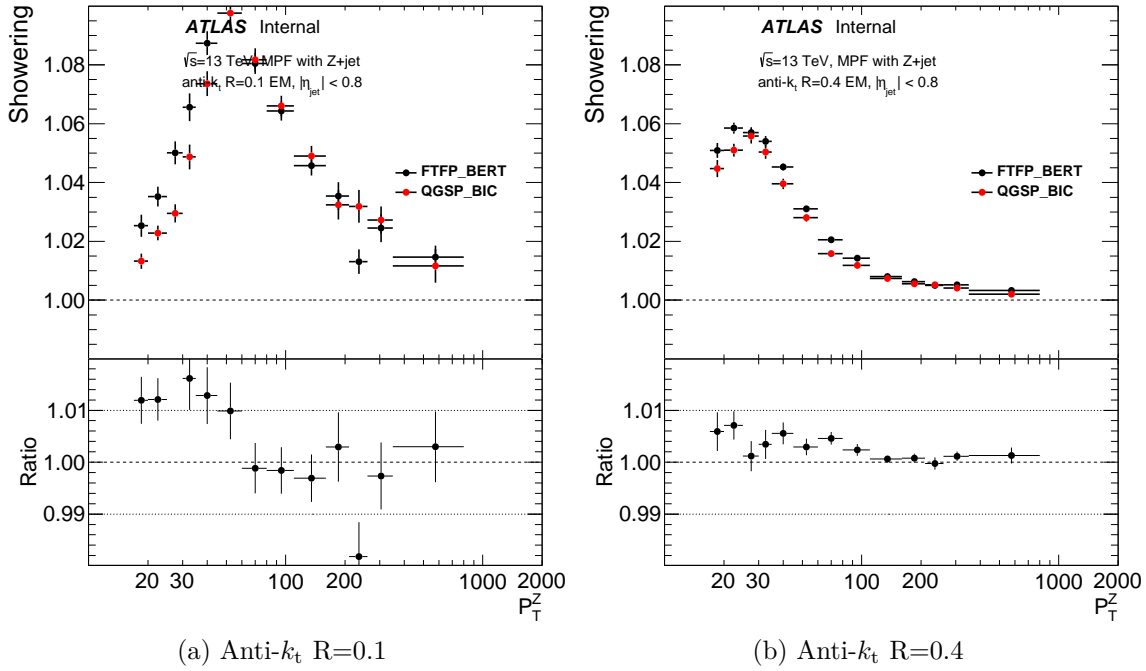 Showering
1.08
1.06
1.04
1.02
1.00
ATLAS Internal
√s=13 TeV, MPF with Z+jet
anti-kt R=0.1 EM, |ηjet| < 0.8
FTFP_BERT
QGSP_BIC
Ratio
1.01
1.00
0.99
20 30 100 200 1000 2000
P_T^Z
(a) Anti-kt R=0.1
Showering
1.08
1.06
1.04
1.02
1.00
ATLAS Internal
√s=13 TeV, MPF with Z+jet
anti-kt R=0.4 EM, |ηjet| < 0.8
FTFP_BERT
QGSP_BIC
Ratio
1.01
1.00
0.99
20 30 100 200 1000 2000
P_T^Z
(b) Anti-kt R=0.4